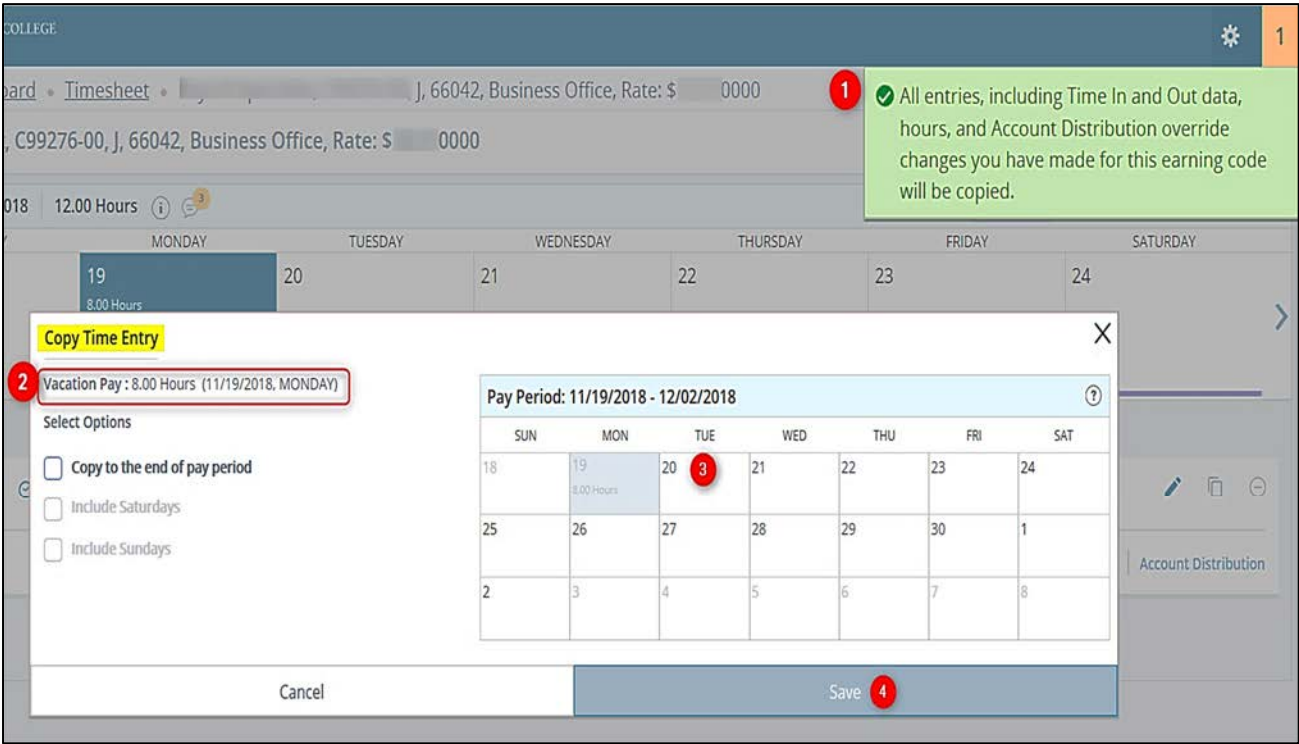 COLLEGE
1
oard • Timesheet • J, 66042, Business Office, Rate: $ 0000
1
All entries, including Time In and Out data,
hours, and Account Distribution override
changes you have made for this earning code
will be copied.
, C99276-00, J, 66042, Business Office, Rate: $ 0000
018 12.00 Hours 3
Y MONDAY TUESDAY WEDNESDAY THURSDAY FRIDAY SATURDAY
19 20 21 22 23 24
8.00 Hours
Copy Time Entry
X
2 Vacation Pay : 8.00 Hours (11/19/2018, MONDAY)
Select Options
Copy to the end of pay period
Include Saturdays
Include Sundays
Pay Period: 11/19/2018 - 12/02/2018 ?
SUN MON TUE WED THU FRI SAT
18 19 20 3 21 22 23 24
8.00 Hours
25 26 27 28 29 30 1
2 3 4 5 6 7 8
Account Distribution
Cancel
Save 4